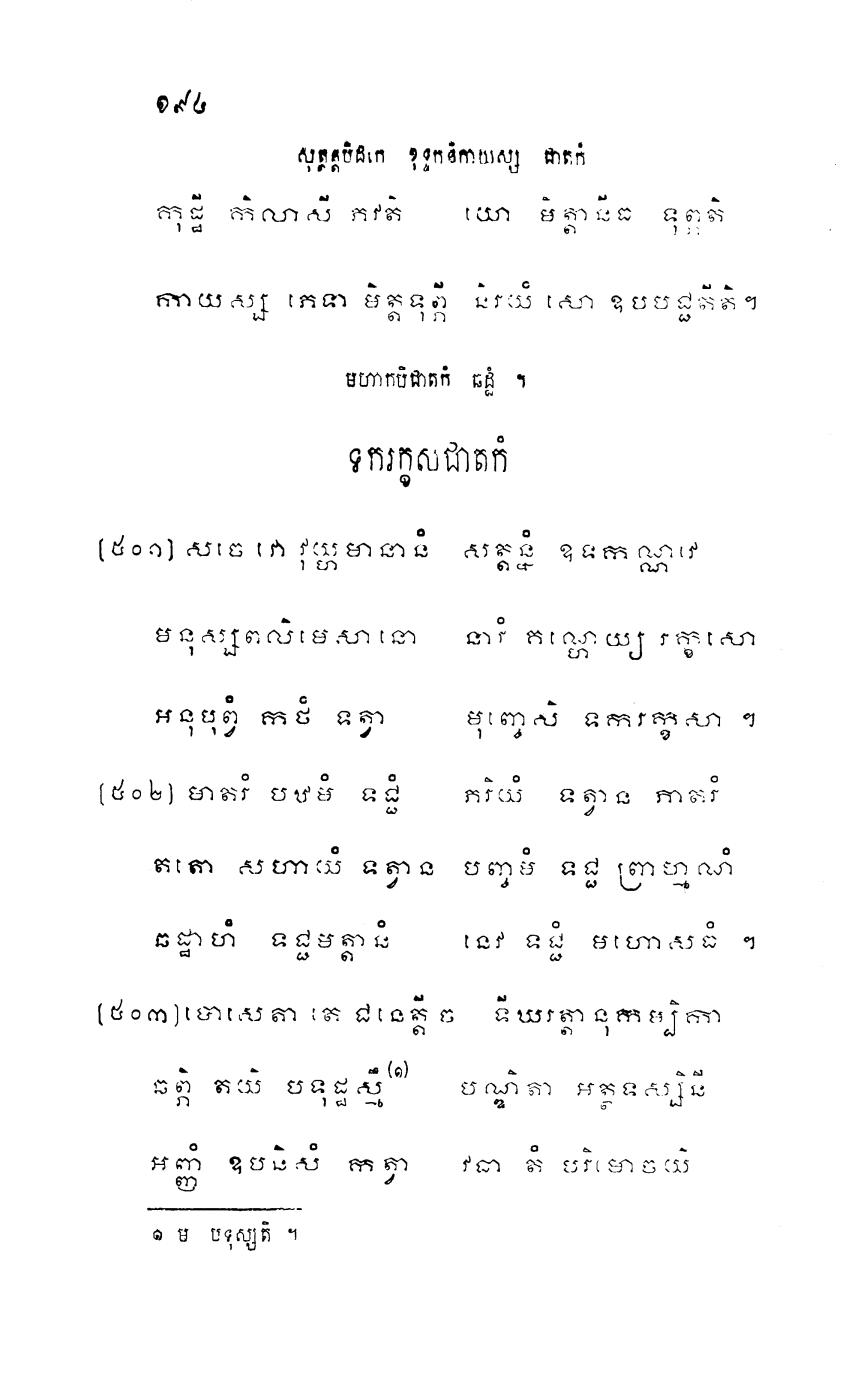 ១៩៤
សុត្តន្តបិដកេ ខុទ្ទកនិកាយស្ស ជាតកំ
កុដ្ឋី កិលាសី ភវតិ យោ មិត្តានីធ ទុព្ភតិ
កាយស្ស ភេទា មិត្តទុព្ភី និរយំ សោ ឧបបជ្ជតីតិ។
មហាកបិជាតកំ ឆដ្ឋំ ។
ទករក្ខសជាតកំ
[៥០១] សចេ វោ វុយ្ហមានានំ សត្តន្នំ ឧទកណ្ណវេ
មនុស្សពលិមេសានោ នាវំ គណ្ហេយ្យ រក្ខសោ
អនុបុព្វំ កថំ ទត្វា មុញ្ចេសិ ទករក្ខសា ។
[៥០២] មាតរំ បឋមំ ទជ្ជំ ភរិយំ ទត្វាន ភាតរំ
តតោ សហាយំ ទត្វាន បញ្ចមំ ទជ្ជ ព្រាហ្មណំ
ឆដ្ឋាហំ ទជ្ជមត្តានំ នេវ ទជ្ជំ មហោសធំ ។
[៥០៣] បោសេតា តេ ជនេត្តី ច ទីឃរត្តានុកម្បិកា
ឆព្ភិ តយិ បទុដ្ឋស្មឹ (១) បណ្ឌិតា អត្ថទស្សិនី
អញ្ញំ ឧបនិសំ កត្វា វធា តំ បរិមោចយិ
១ ម បទុស្សតិ ។